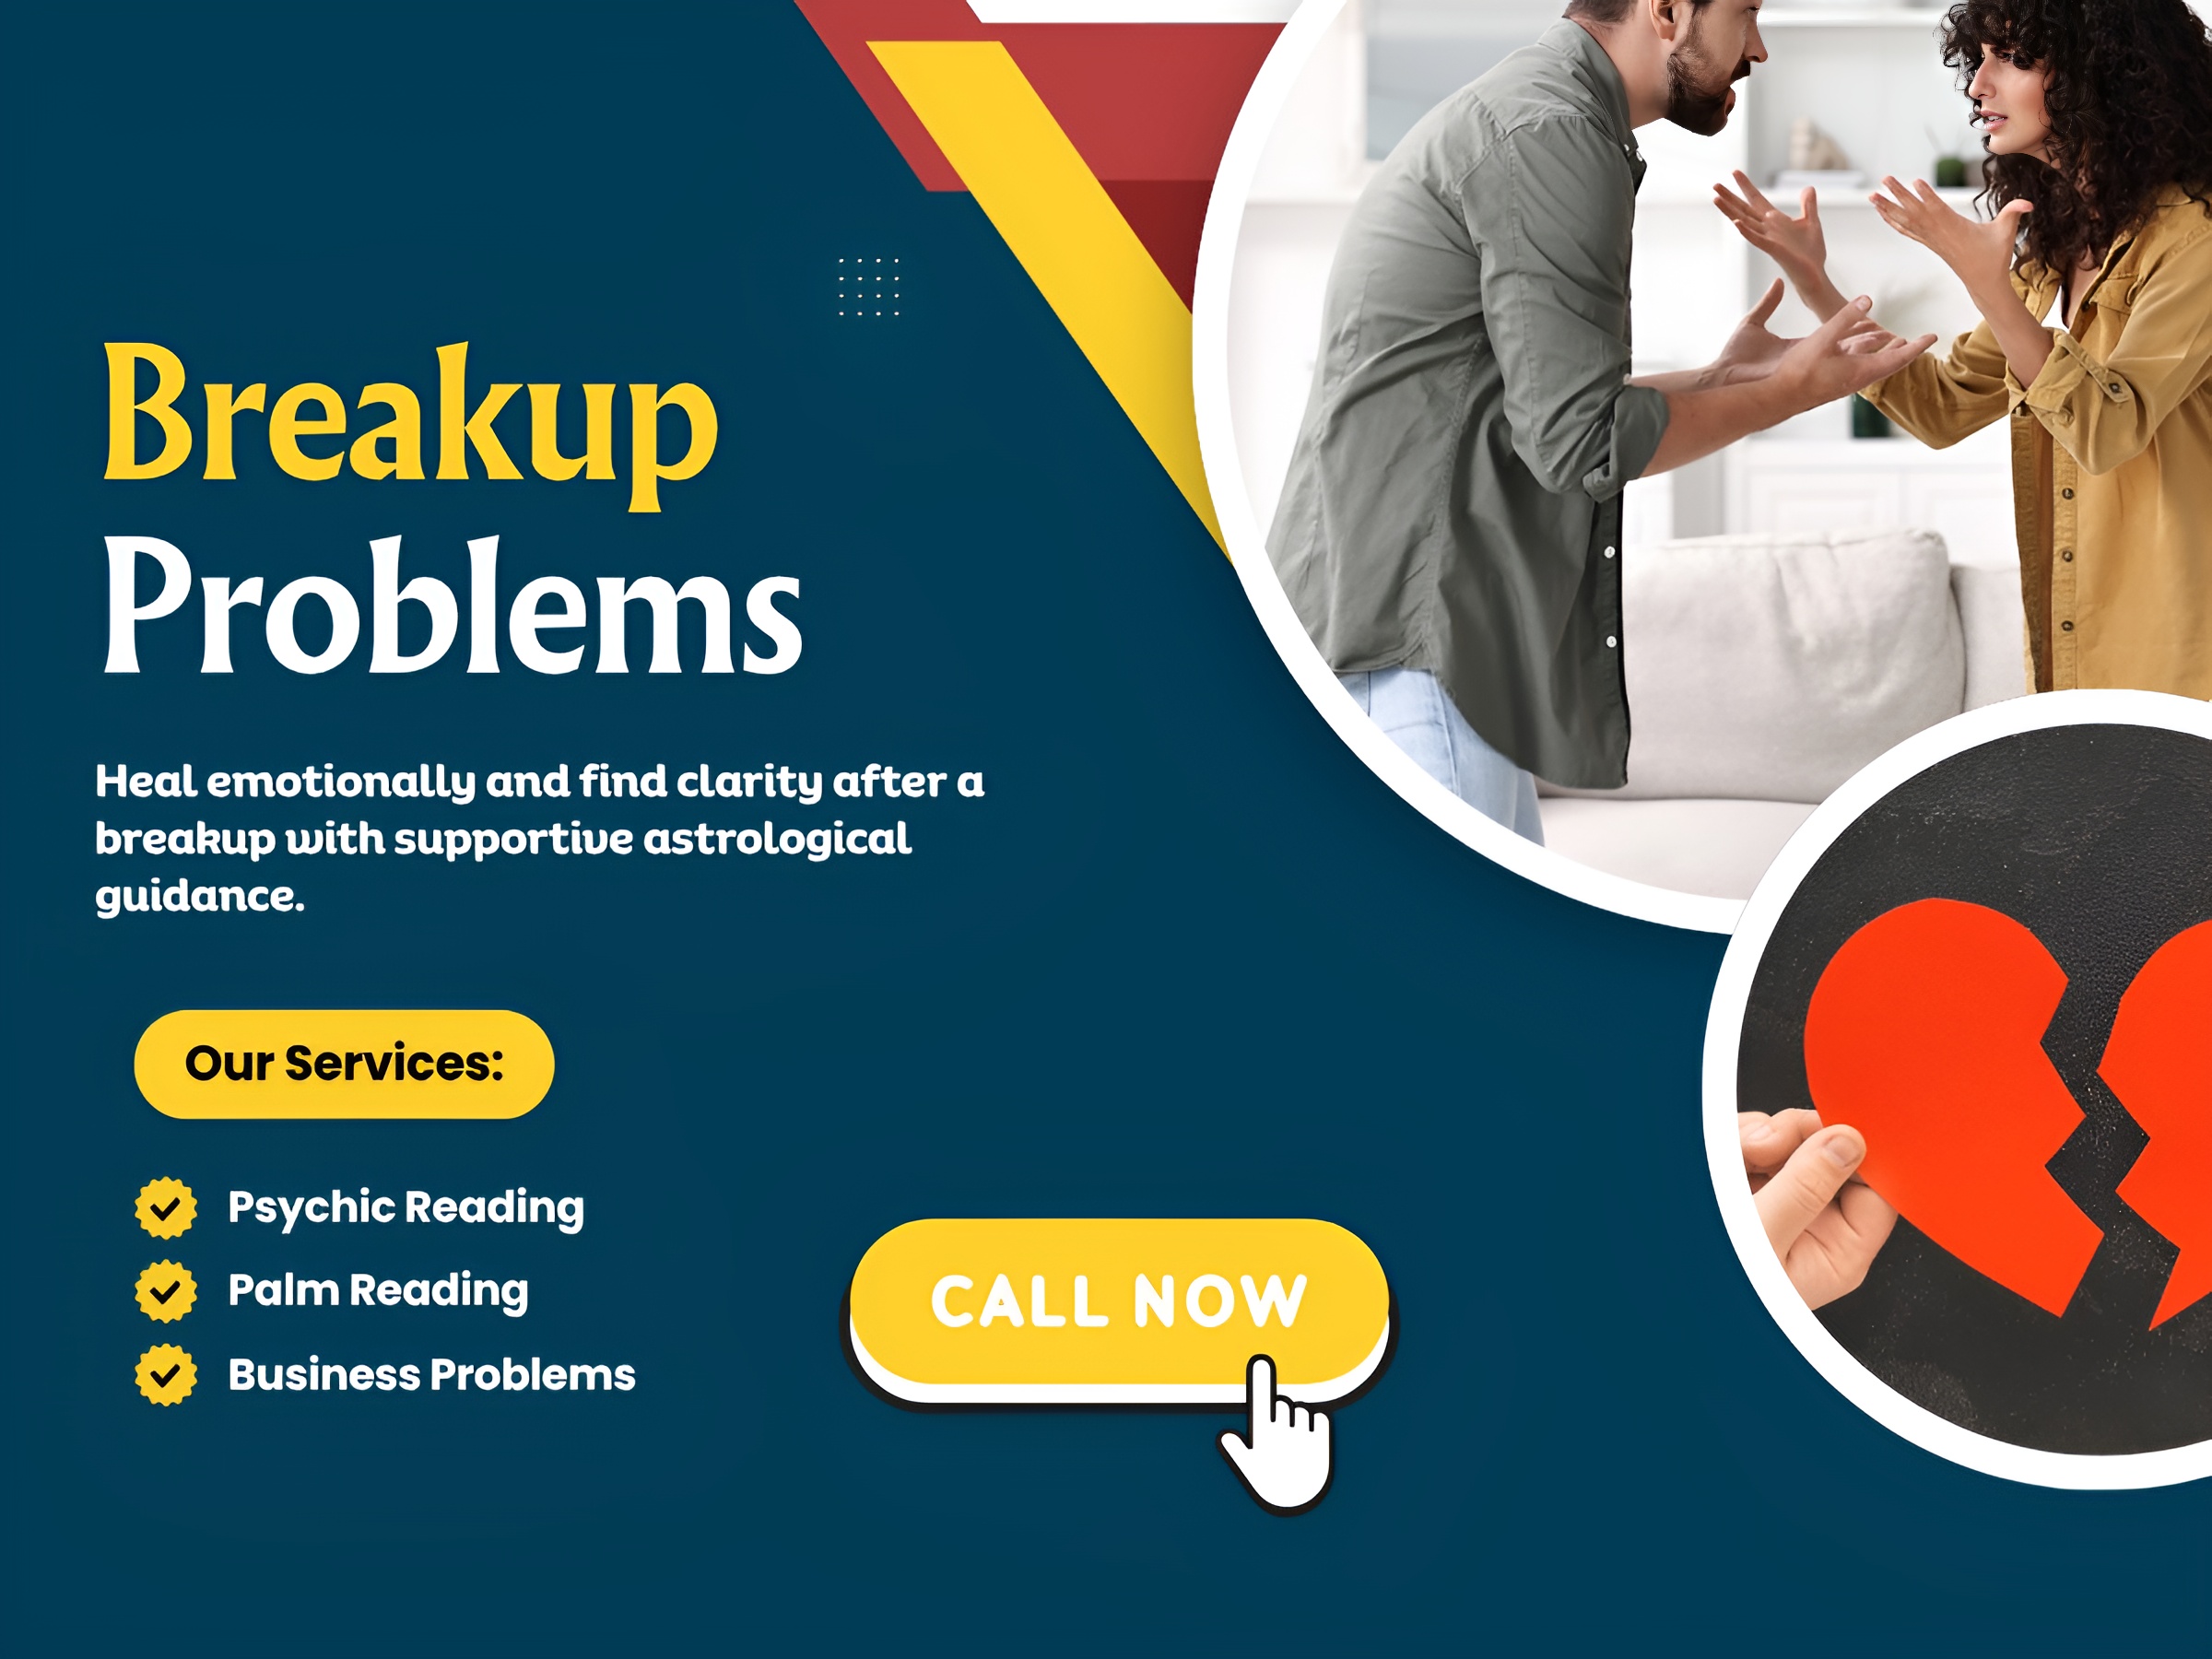 Breakup
Problems
Heal emotionally and find clarity after a
breakup with supportive astrological
guidance.
Our Services:
Psychic Reading
Palm Reading
Business Problems
CALL NOW